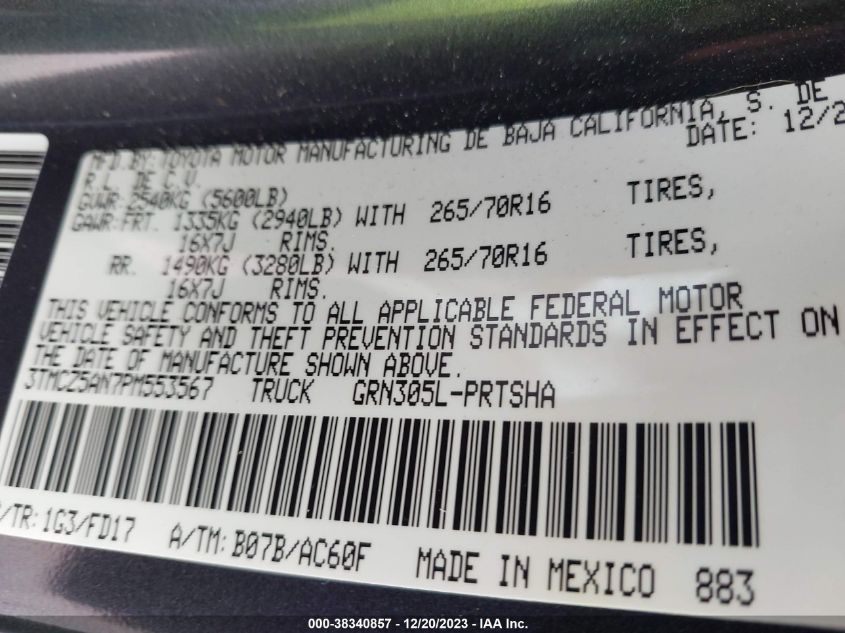 MFD. BY: TOYOTA MOTOR MANUFACTURING DE BAJA CALIFORNIA, S. DE
R.L. DE C.V. DATE: 12/2
GVWR 2540KG (5600LB)
GAWR FRT. 1335KG (2940LB) WITH 265/70R16 TIRES,
16X7J RIMS.
RR. 1490KG (3280LB) WITH 265/70R16 TIRES,
16X7J RIMS.
THIS VEHICLE CONFORMS TO ALL APPLICABLE FEDERAL MOTOR
VEHICLE SAFETY AND THEFT PREVENTION STANDARDS IN EFFECT ON
THE DATE OF MANUFACTURE SHOWN ABOVE.
3TMCZ5AN7PM553567 TRUCK GRN305L-PRTSHA
/TR: 1G3/FD17 A/TM: B07B/AC60F MADE IN MEXICO 883
000-38340857 - 12/20/2023 - IAAI Inc.